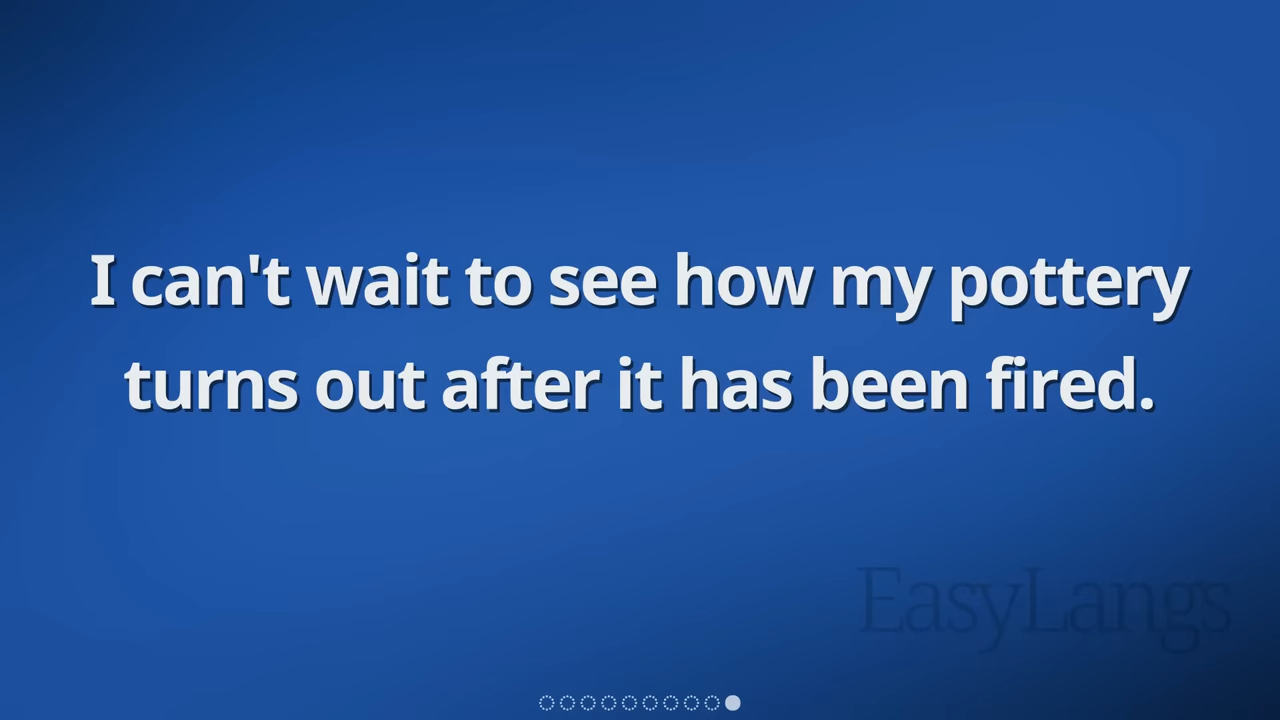 I can't wait to see how my pottery
turns out after it has been fired.
EasyLangs